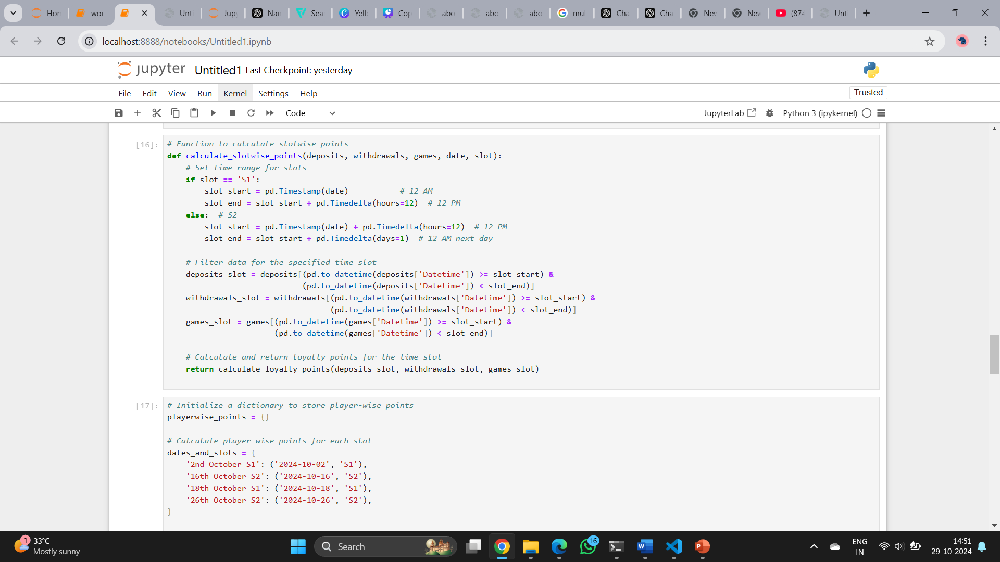 Hon
wor
Unti
Jup
Nan
Sea
Yello
Cop
abo
abo
abo
mul
Cha
Cha
New
New
(874
Unt
localhost:8888/notebooks/Untitled1.ipynb
jupyter Untitled1 Last Checkpoint: yesterday
File Edit View Run Kernel Settings Help
Trusted
Code
JupyterLab
Python 3 (ipykernel)
[16]:
# Function to calculate slotwise points
def calculate_slotwise_points(deposits, withdrawals, games, date, slot):
    # Set time range for slots
    if slot == 'S1':
        slot_start = pd.Timestamp(date)           # 12 AM
        slot_end = slot_start + pd.Timedelta(hours=12)  # 12 PM
    else:  # S2
        slot_start = pd.Timestamp(date) + pd.Timedelta(hours=12)  # 12 PM
        slot_end = slot_start + pd.Timedelta(days=1)  # 12 AM next day
    # Filter data for the specified time slot
    deposits_slot = deposits[(pd.to_datetime(deposits['Datetime']) >= slot_start) &
                             (pd.to_datetime(deposits['Datetime']) < slot_end)]
    withdrawals_slot = withdrawals[(pd.to_datetime(withdrawals['Datetime']) >= slot_start) &
                                   (pd.to_datetime(withdrawals['Datetime']) < slot_end)]
    games_slot = games[(pd.to_datetime(games['Datetime']) >= slot_start) &
                       (pd.to_datetime(games['Datetime']) < slot_end)]
    # Calculate and return loyalty points for the time slot
    return calculate_loyalty_points(deposits_slot, withdrawals_slot, games_slot)
[17]:
# Initialize a dictionary to store player-wise points
playerwise_points = {}
# Calculate player-wise points for each slot
dates_and_slots = {
    '2nd October S1': ('2024-10-02', 'S1'),
    '16th October S2': ('2024-10-16', 'S2'),
    '18th October S1': ('2024-10-18', 'S1'),
    '26th October S2': ('2024-10-26', 'S2'),
}
1
33°C
Mostly sunny
Search
16
ENG
IN
14:51
29-10-2024